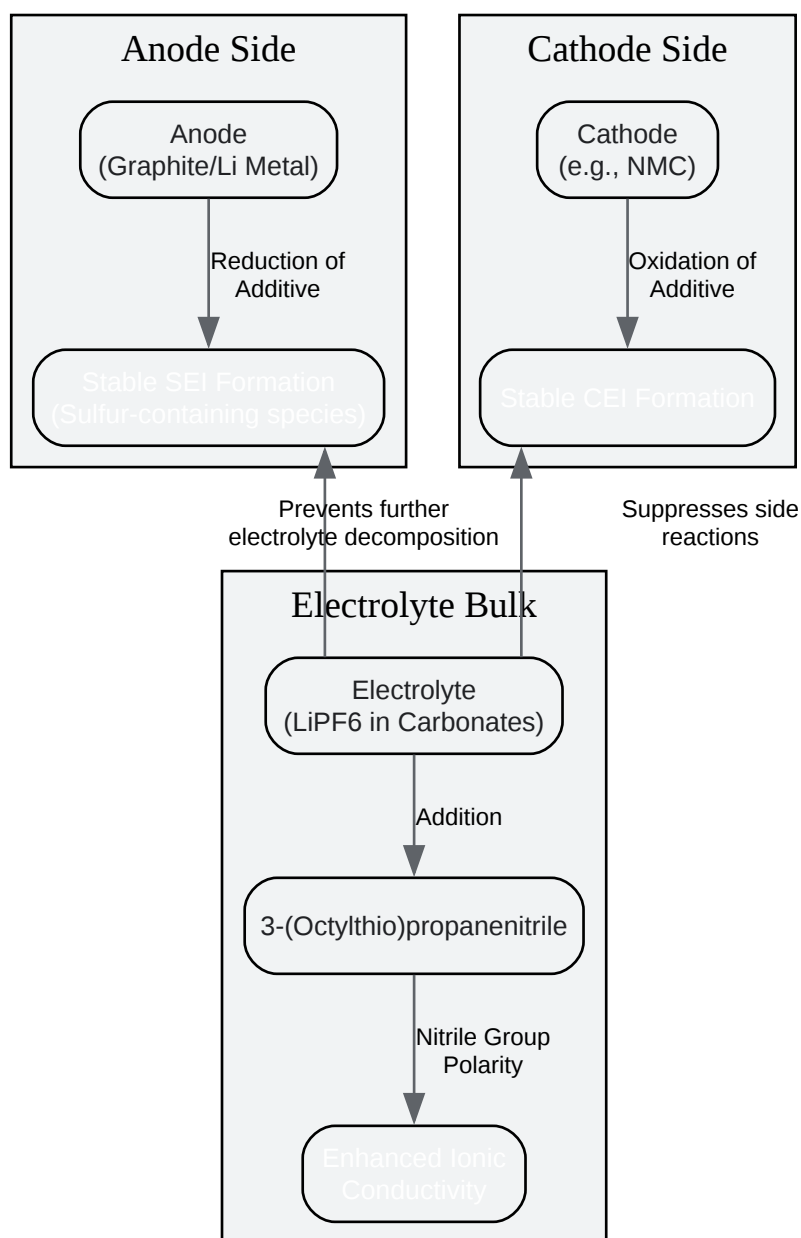 Anode Side
Anode
(Graphite/Li Metal)
Reduction of
Additive
Stable SEI Formation
(Sulfur-containing species)
Cathode Side
Cathode
(e.g., NMC)
Oxidation of
Additive
Stable CEI Formation
Prevents further
electrolyte decomposition
Suppresses side
reactions
Electrolyte Bulk
Electrolyte
(LiPF6 in Carbonates)
Addition
3-(Octylthio)propanenitrile
Nitrile Group
Polarity
Enhanced Ionic
Conductivity